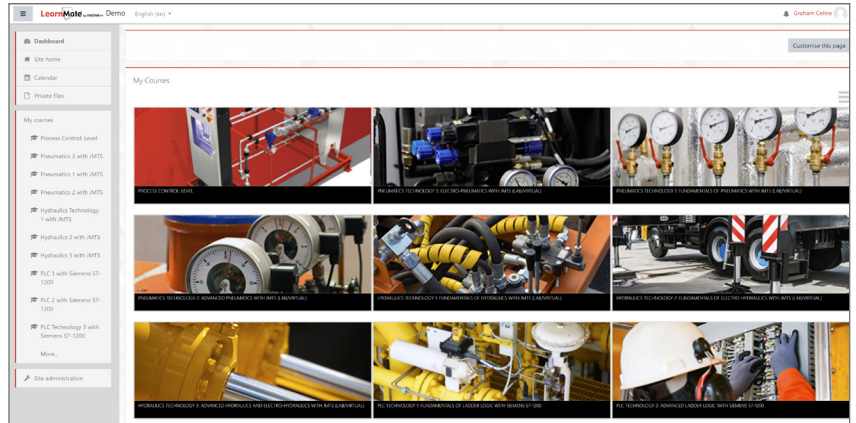 LearnMate Demo English (en)
Graham Celine
Dashboard
Site home
Calendar
Private files
Customise this page
My courses
Process Control: Level
Pneumatics 3 with JMTS
Pneumatics 1 with JMTS
Pneumatics 2 with JMTS
Hydraulics Technology
1 with JMTS
Hydraulics 2 with JMTS
Hydraulics 3 with JMTS
PLC 1 with Siemens S7-
1200
PLC 2 with Siemens S7-
1200
PLC Technology 3 with
Siemens S7-1200
More...
Site administration
My Courses
PROCESS CONTROL: LEVEL
PNEUMATICS TECHNOLOGY 3: ELECTRO-PNEUMATICS WITH JMTS (LAB/VIRTUAL)
PNEUMATICS TECHNOLOGY 1: FUNDAMENTALS OF PNEUMATICS WITH JMTS (LAB/VIRTUAL)
PNEUMATICS TECHNOLOGY 2: ADVANCED PNEUMATICS WITH JMTS (LAB/VIRTUAL)
HYDRAULICS TECHNOLOGY 1: FUNDAMENTALS OF HYDRAULICS WITH JMTS (LAB/VIRTUAL)
HYDRAULICS TECHNOLOGY 2: FUNDAMENTALS OF ELECTRO-HYDRAULICS WITH JMTS (LAB/VIRTUAL)
HYDRAULICS TECHNOLOGY 3: ADVANCED HYDRAULICS AND ELECTRO-HYDRAULICS WITH JMTS (LAB/VIRTUAL)
PLC TECHNOLOGY 1: FUNDAMENTALS OF LADDER LOGIC WITH SIEMENS S7-1200
PLC TECHNOLOGY 2: ADVANCED LADDER LOGIC WITH SIEMENS S7-1200